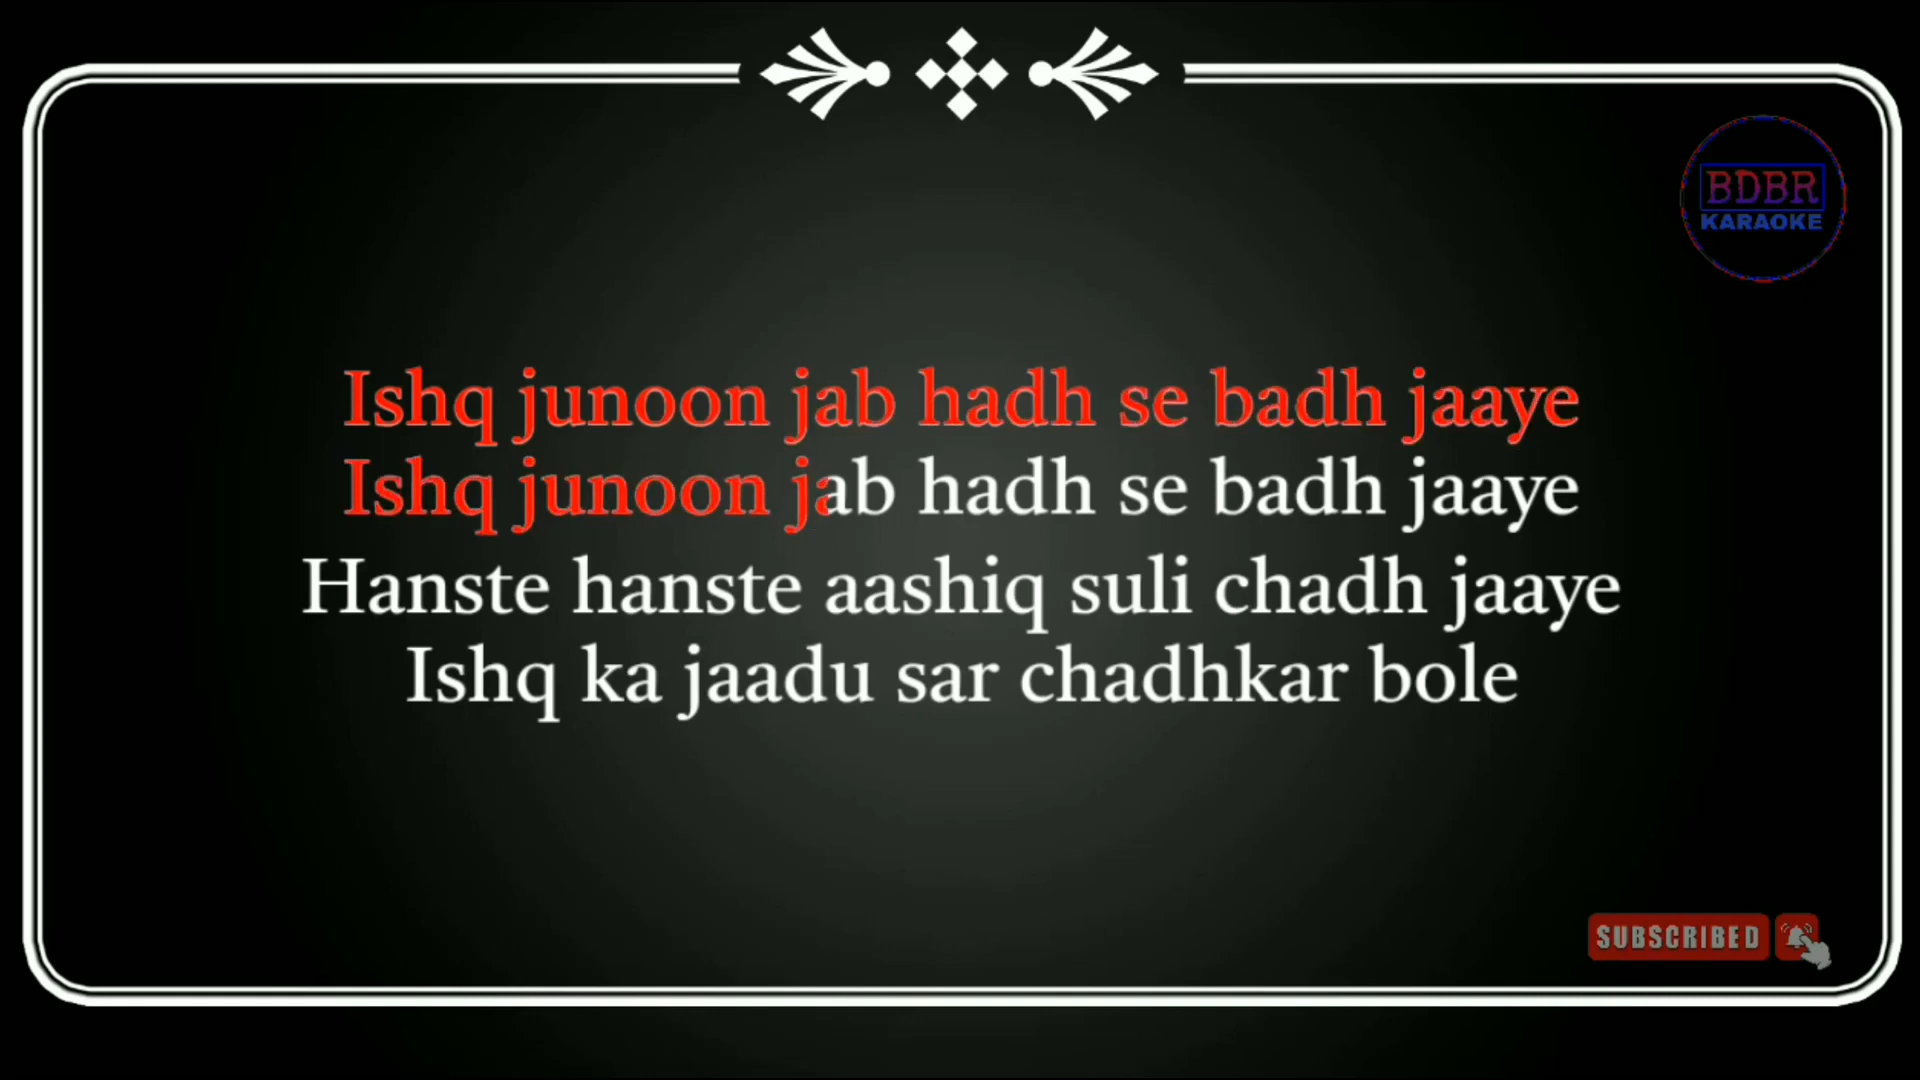 BDBR
KARAOKE
Ishq junoon jab hadh se badh jaaye
Ishq junoon jab hadh se badh jaaye
Hanste hanste aashiq suli chadh jaaye
Ishq ka jaadu sar chadhkar bole
SUBSCRIBED